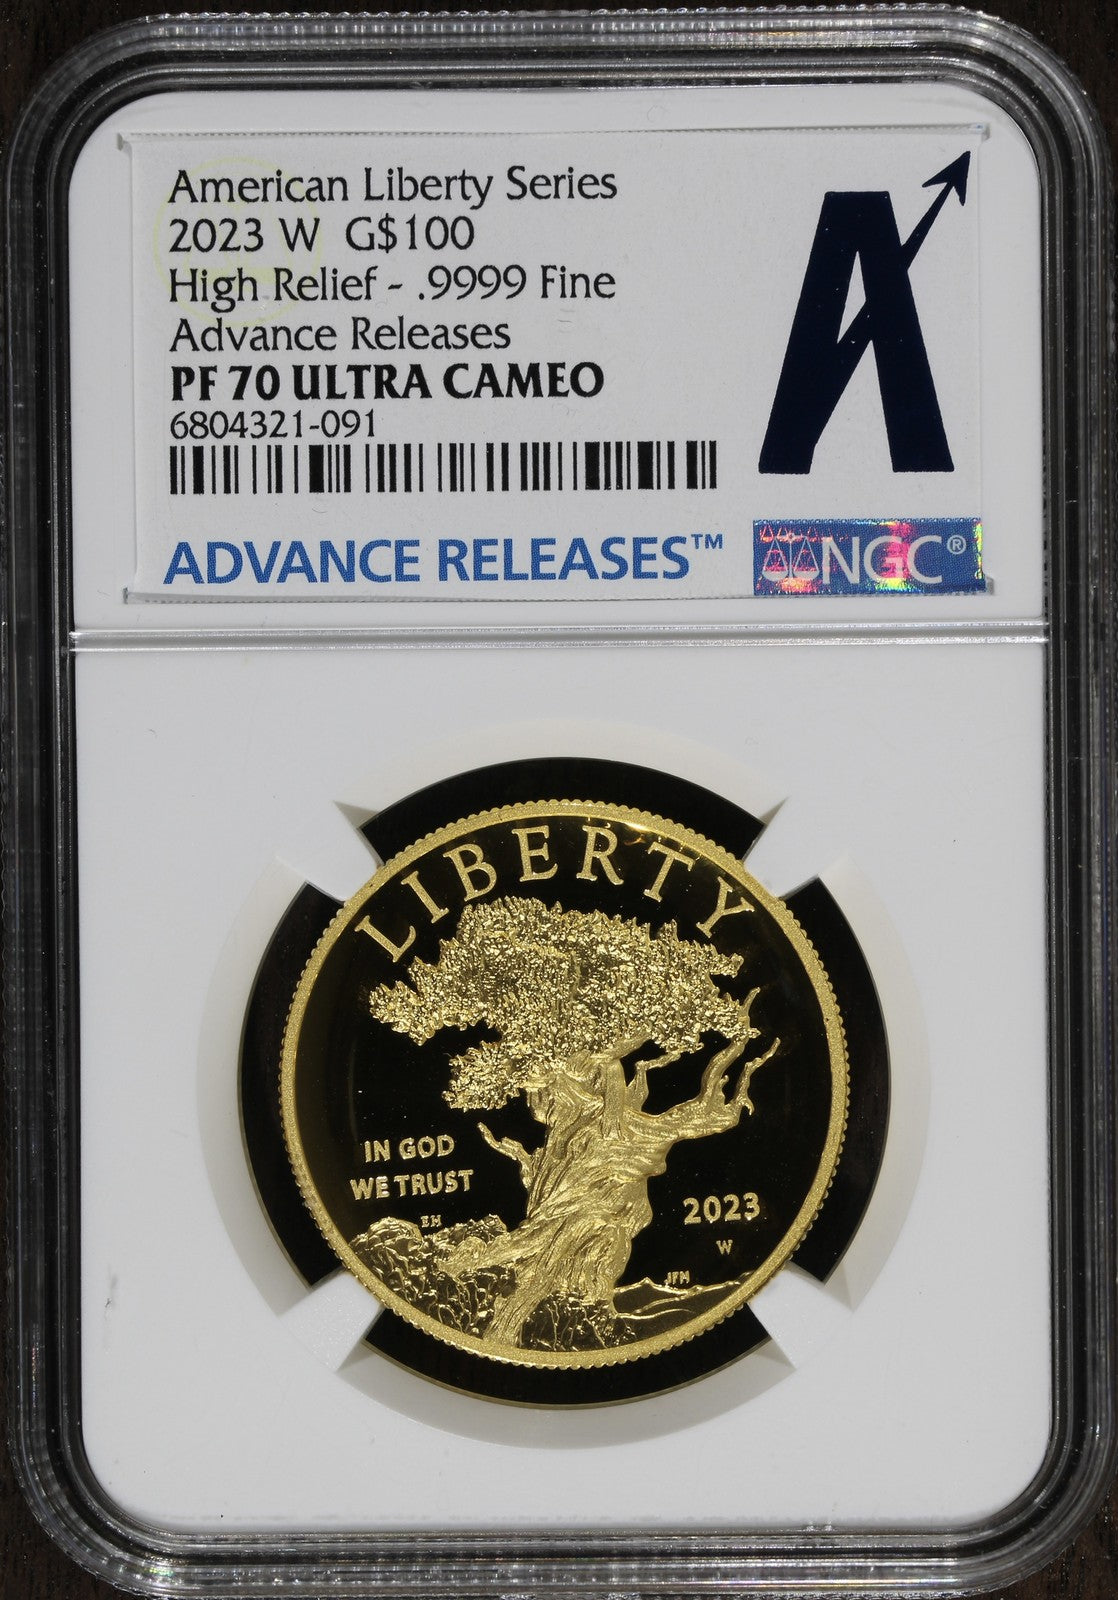 American Liberty Series
2023 W G$100
High Relief - .9999 Fine
Advance Releases
PF 70 ULTRA CAMEO
6804321-091
ADVANCE RELEASES™
NGC®
LIBERTY
IN GOD
WE TRUST
EH
2023
W
JFM